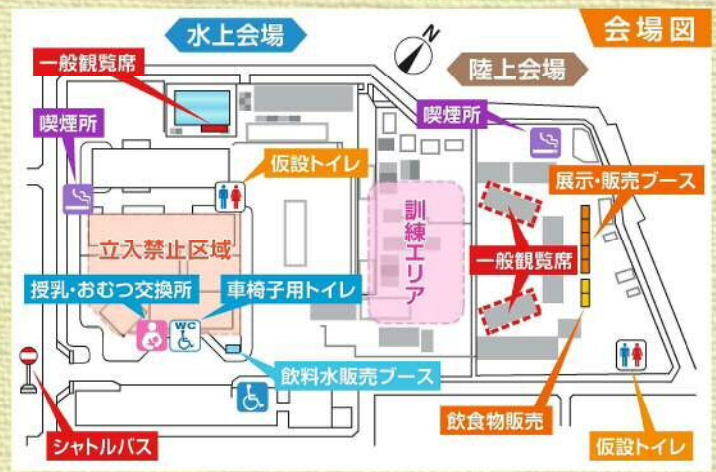 会場図
水上会場
N
陸上会場
一般観覧席
喫煙所
喫煙所
仮設トイレ
展示・販売ブース
訓練エリア
一般観覧席
立入禁止区域
授乳・おむつ交換所
車椅子用トイレ
WC
飲料水販売ブース
シャトルバス
飲食物販売
仮設トイレ